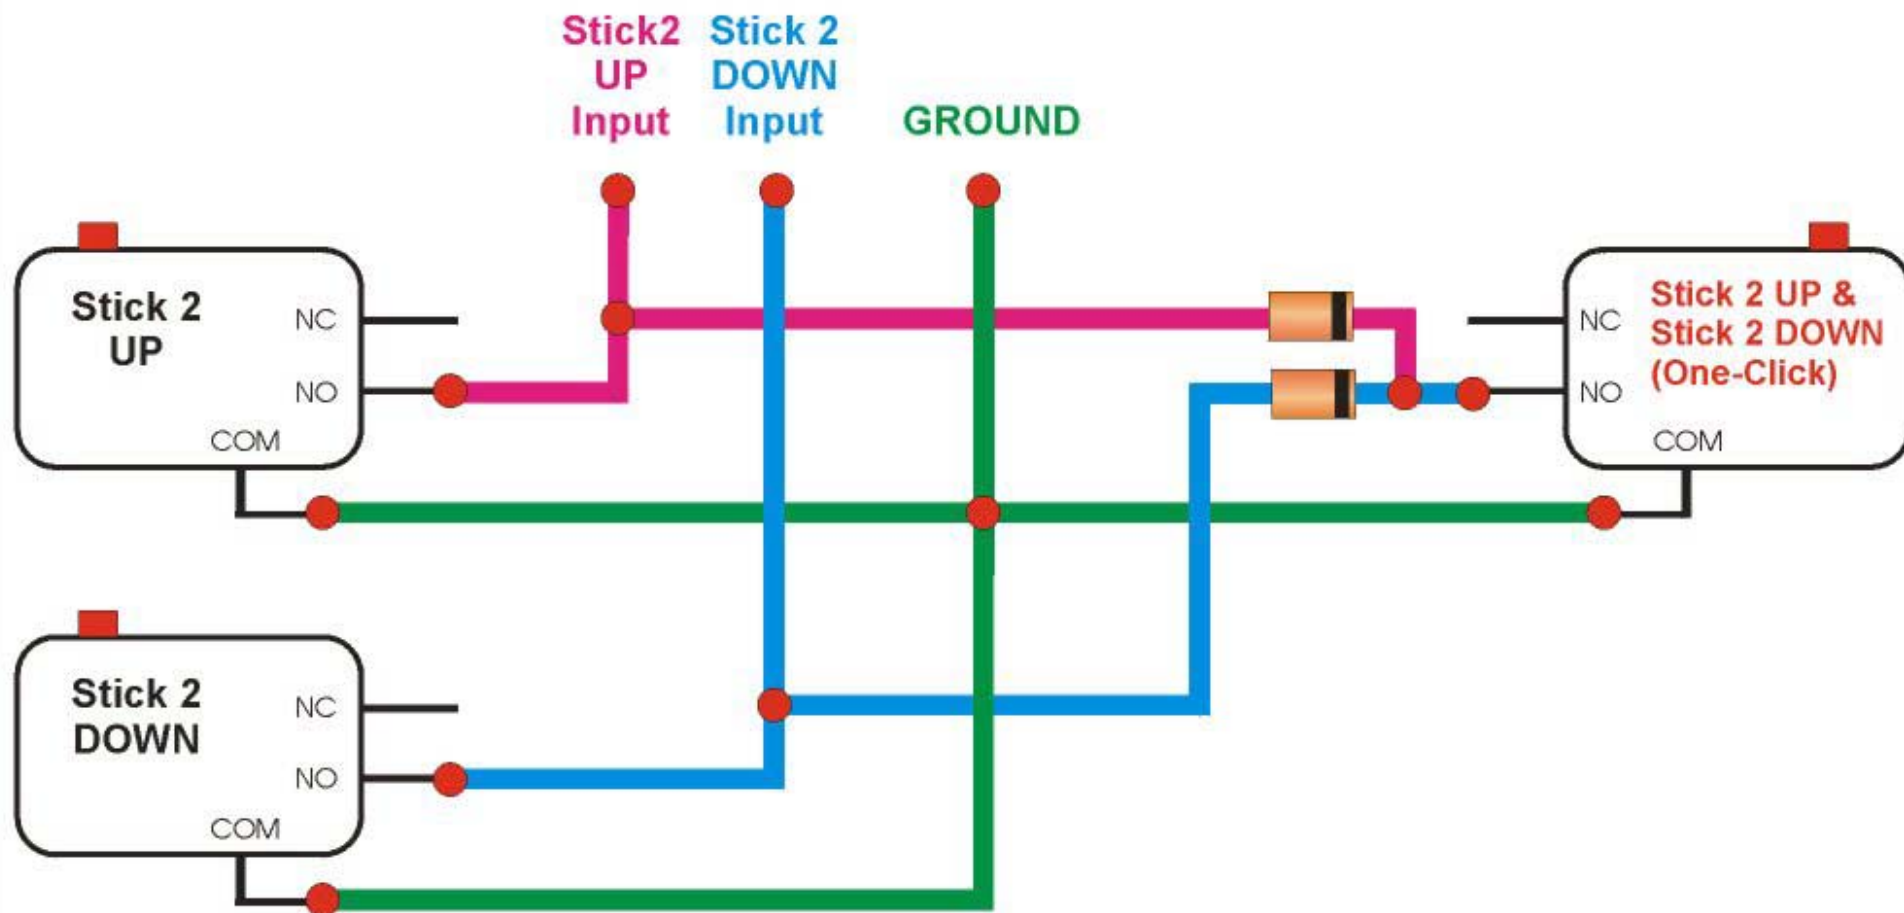 Stick2
UP
Input
Stick 2
DOWN
Input
GROUND
Stick 2
UP
NC
NO
COM
Stick 2 UP &
Stick 2 DOWN
(One-Click)
NC
NO
COM
Stick 2
DOWN
NC
NO
COM